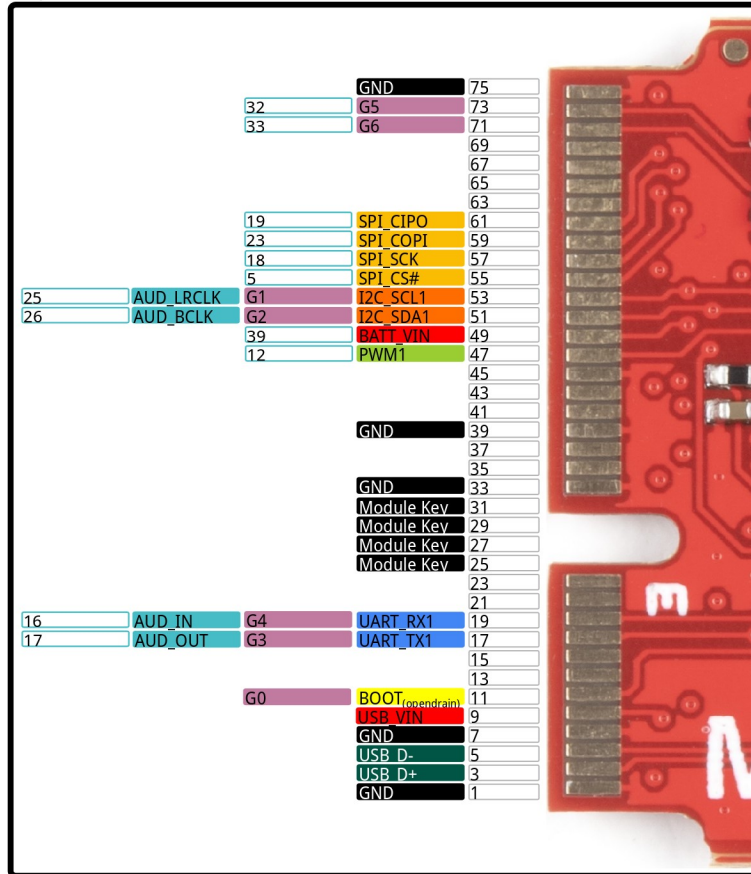 GND 75
32 G5 73
33 G6 71
69
67
65
63
19 SPI_CIPO 61
23 SPI_COPI 59
18 SPI_SCK 57
5 SPI_CS# 55
25 AUD_LRCLK G1 I2C_SCL1 53
26 AUD_BCLK G2 I2C_SDA1 51
39 BATT_VIN 49
12 PWM1 47
45
43
41
GND 39
37
35
GND 33
Module Key 31
Module Key 29
Module Key 27
Module Key 25
23
21
16 AUD_IN G4 UART_RX1 19
17 AUD_OUT G3 UART_TX1 17
15
13
G0 BOOT(opendrain) 11
USB_VIN 9
GND 7
USB D- 5
USB D+ 3
GND 1
E
M